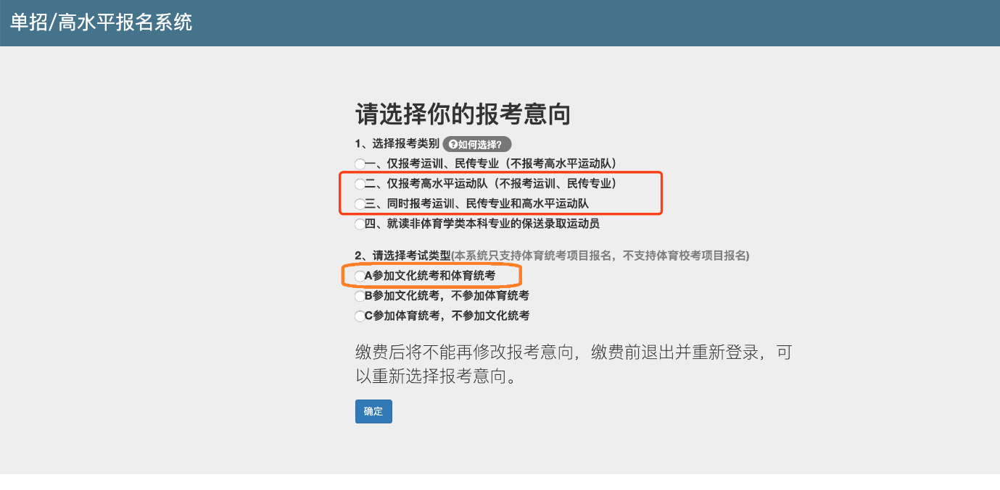 单招/高水平报名系统
请选择你的报考意向
1、选择报考类别 ?如何选择?
一、仅报考运训、民传专业（不报考高水平运动队）
二、仅报考高水平运动队（不报考运训、民传专业）
三、同时报考运训、民传专业和高水平运动队
四、就读非体育学类本科专业的保送录取运动员
2、请选择考试类型(本系统只支持体育统考项目报名，不支持体育校考项目报名)
A参加文化统考和体育统考
B参加文化统考，不参加体育统考
C参加体育统考，不参加文化统考
缴费后将不能再修改报考意向，缴费前退出并重新登录，可
以重新选择报考意向。
确定